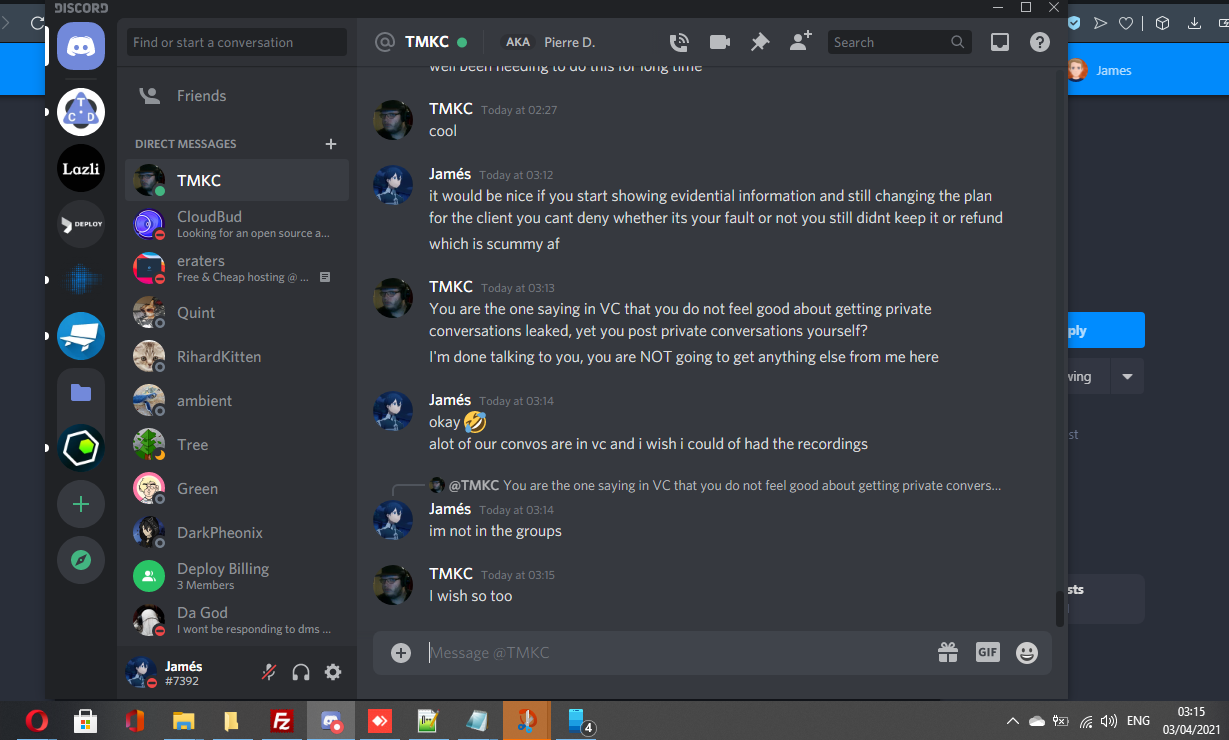 DISCORD
Find or start a conversation
TMKC
AKA
Pierre D.
Search
James
Friends
DIRECT MESSAGES
TMKC
CloudBud
Looking for an open source a...
eraters
Free & Cheap hosting @ ...
Quint
RihardKitten
ambient
Tree
Green
DarkPheonix
Deploy Billing
3 Members
Da God
I wont be responding to dms ...
Jamés
#7392
T
C D
Lazli
DEPLOY
well been needing to do this for long time
TMKC Today at 02:27
cool
Jamés Today at 03:12
it would be nice if you start showing evidential information and still changing the plan
for the client you cant deny whether its your fault or not you still didnt keep it or refund
which is scummy af
TMKC Today at 03:13
You are the one saying in VC that you do not feel good about getting private
conversations leaked, yet you post private conversations yourself?
I'm done talking to you, you are NOT going to get anything else from me here
Jamés Today at 03:14
okay 🤣
alot of our convos are in vc and i wish i could of had the recordings
@TMKC You are the one saying in VC that you do not feel good about getting private convers...
Jamés Today at 03:14
im not in the groups
TMKC Today at 03:15
I wish so too
Message @TMKC
GIF
ply
wing
st
sts
Fz
4
ENG
03:15
03/04/2021